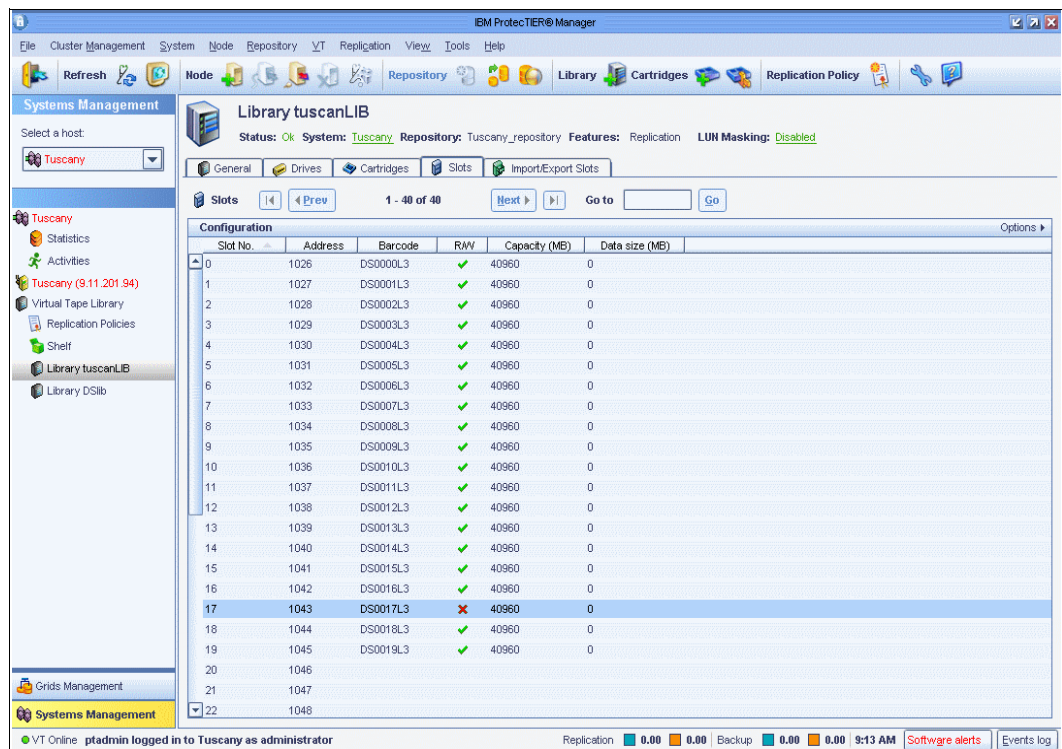 IBM ProtecTIER® Manager
File Cluster Management System Node Repository VT Replication View Tools Help
Refresh Node Repository Library Cartridges Replication Policy
Systems Management
Select a host:
Tuscany
Tuscany
Statistics
Activities
Tuscany (9.11.201.94)
Virtual Tape Library
Replication Policies
Shelf
Library tuscanLIB
Library DSlib
Grids Management
Systems Management
Library tuscanLIB
Status: Ok System: Tuscany Repository: Tuscany_repository Features: Replication LUN Masking: Disabled
General Drives Cartridges Slots Import/Export Slots
Slots Prev 1 - 40 of 40 Next Go to Go
Configuration Options
Slot No. Address Barcode R/W Capacity (MB) Data size (MB)
0 1026 DS0000L3 40960 0
1 1027 DS0001L3 40960 0
2 1028 DS0002L3 40960 0
3 1029 DS0003L3 40960 0
4 1030 DS0004L3 40960 0
5 1031 DS0005L3 40960 0
6 1032 DS0006L3 40960 0
7 1033 DS0007L3 40960 0
8 1034 DS0008L3 40960 0
9 1035 DS0009L3 40960 0
10 1036 DS0010L3 40960 0
11 1037 DS0011L3 40960 0
12 1038 DS0012L3 40960 0
13 1039 DS0013L3 40960 0
14 1040 DS0014L3 40960 0
15 1041 DS0015L3 40960 0
16 1042 DS0016L3 40960 0
17 1043 DS0017L3 40960 0
18 1044 DS0018L3 40960 0
19 1045 DS0019L3 40960 0
20 1046
21 1047
22 1048
VT Online ptadmin logged in to Tuscany as administrator Replication 0.00 0.00 Backup 0.00 0.00 9:13 AM Software alerts Events log